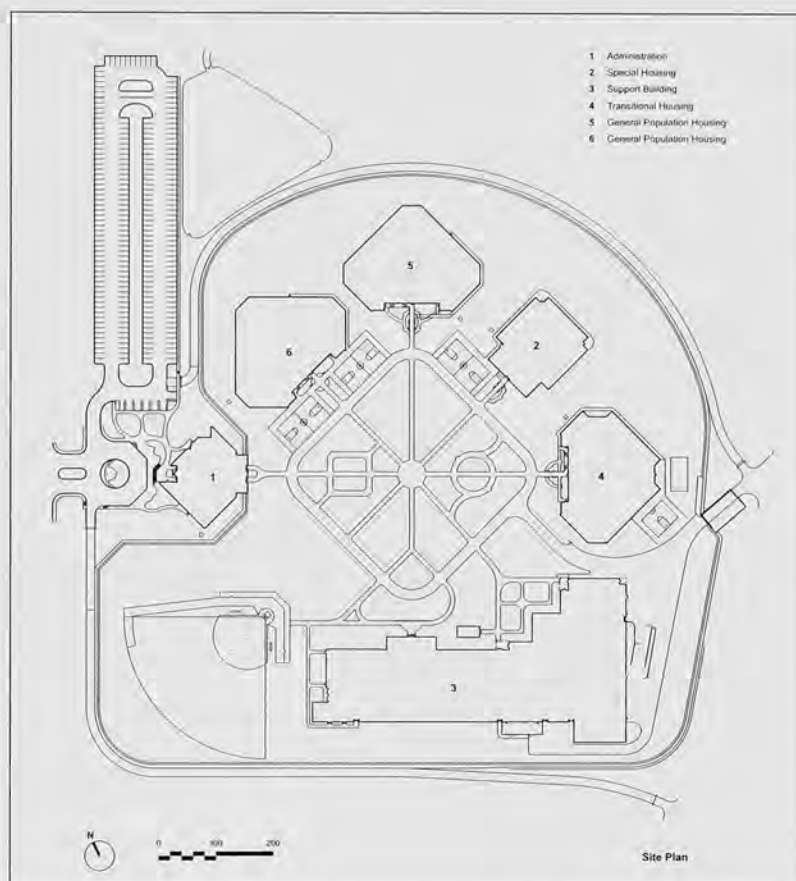 1 Administration
2 Special Housing
3 Support Building
4 Transitional Housing
5 General Population Housing
6 General Population Housing
5
2
6
4
1
3
N
0 100 200
Site Plan